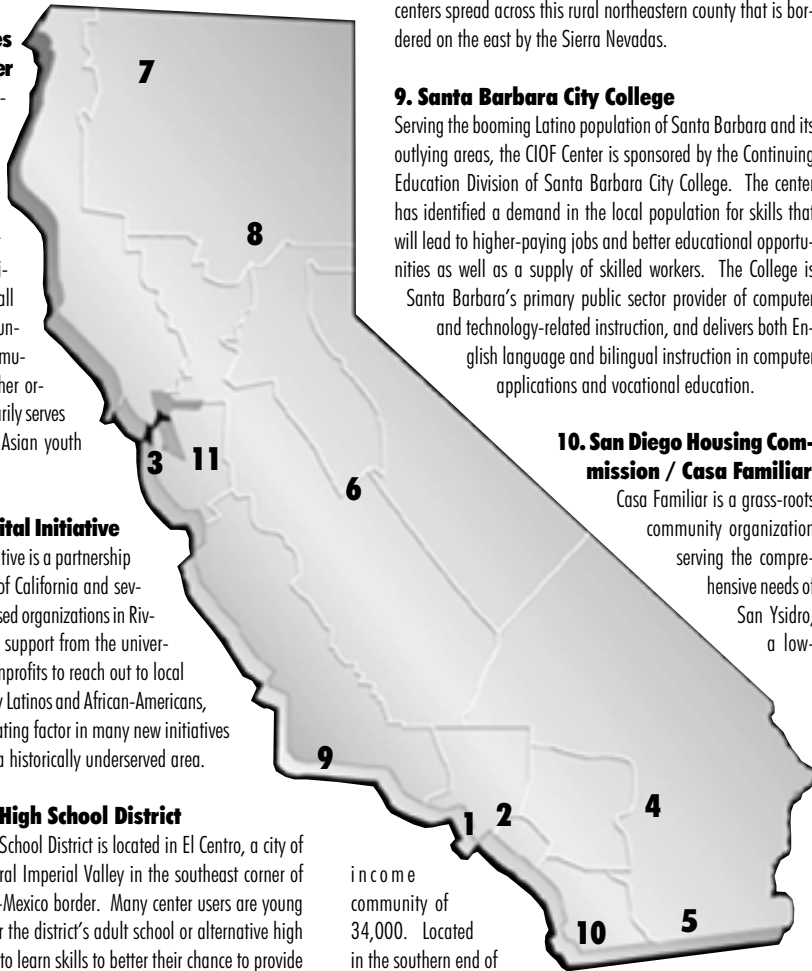 es
er
-
i-
all
un-
mu-
her or-
arily serves
Asian youth
ital Initiative
tive is a partnership
of California and sev-
sed organizations in Riv-
support from the univer-
nprofits to reach out to local
y Latinos and African-Americans,
ating factor in many new initiatives
a historically underserved area.
High School District
School District is located in El Centro, a city of
ral Imperial Valley in the southeast corner of
-Mexico border. Many center users are young
r the district's adult school or alternative high
to learn skills to better their chance to provide
7
8
3
11
6
9
1
2
4
10
5
centers spread across this rural northeastern county that is bor-
dered on the east by the Sierra Nevadas.
9. Santa Barbara City College
Serving the booming Latino population of Santa Barbara and its
outlying areas, the CIOF Center is sponsored by the Continuing
Education Division of Santa Barbara City College. The center
has identified a demand in the local population for skills that
will lead to higher-paying jobs and better educational opportu-
nities as well as a supply of skilled workers. The College is
Santa Barbara's primary public sector provider of computer
and technology-related instruction, and delivers both En-
glish language and bilingual instruction in computer
applications and vocational education.
10. San Diego Housing Com-
mission / Casa Familiar
Casa Familiar is a grass-roots
community organization
serving the compre-
hensive needs of
San Ysidro,
a low-
income
community of
34,000. Located
in the southern end of